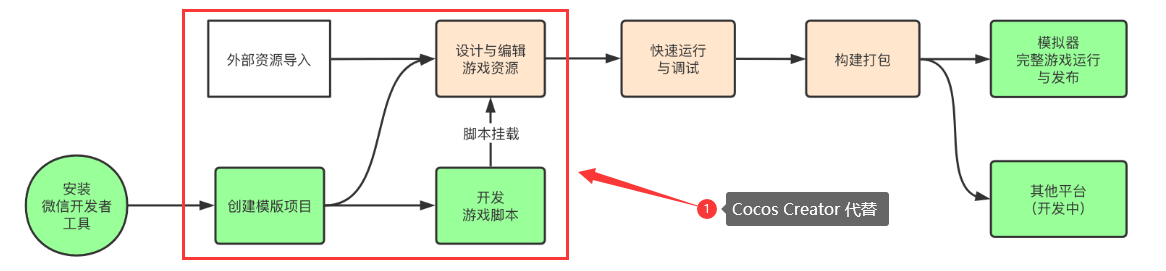 外部资源导入
设计与编辑
游戏资源
快速运行
与调试
构建打包
模拟器
完整游戏运行
与发布
脚本挂载
安装
微信开发者
工具
创建模版项目
开发
游戏脚本
1
Cocos Creator 代替
其他平台
（开发中）